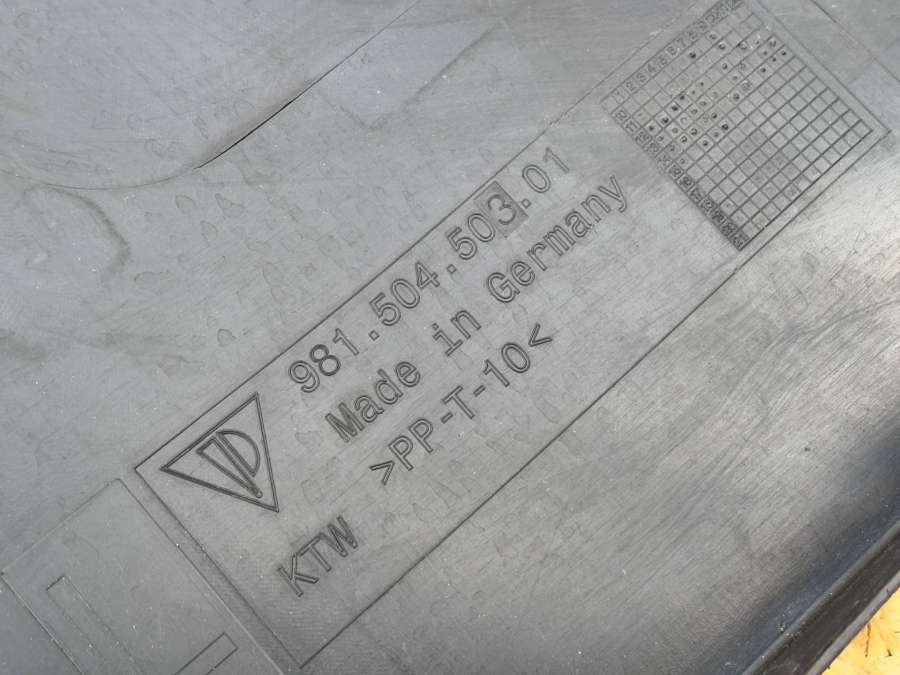 981.504.503.01
Made in Germany
>PP-T-10<
KTW